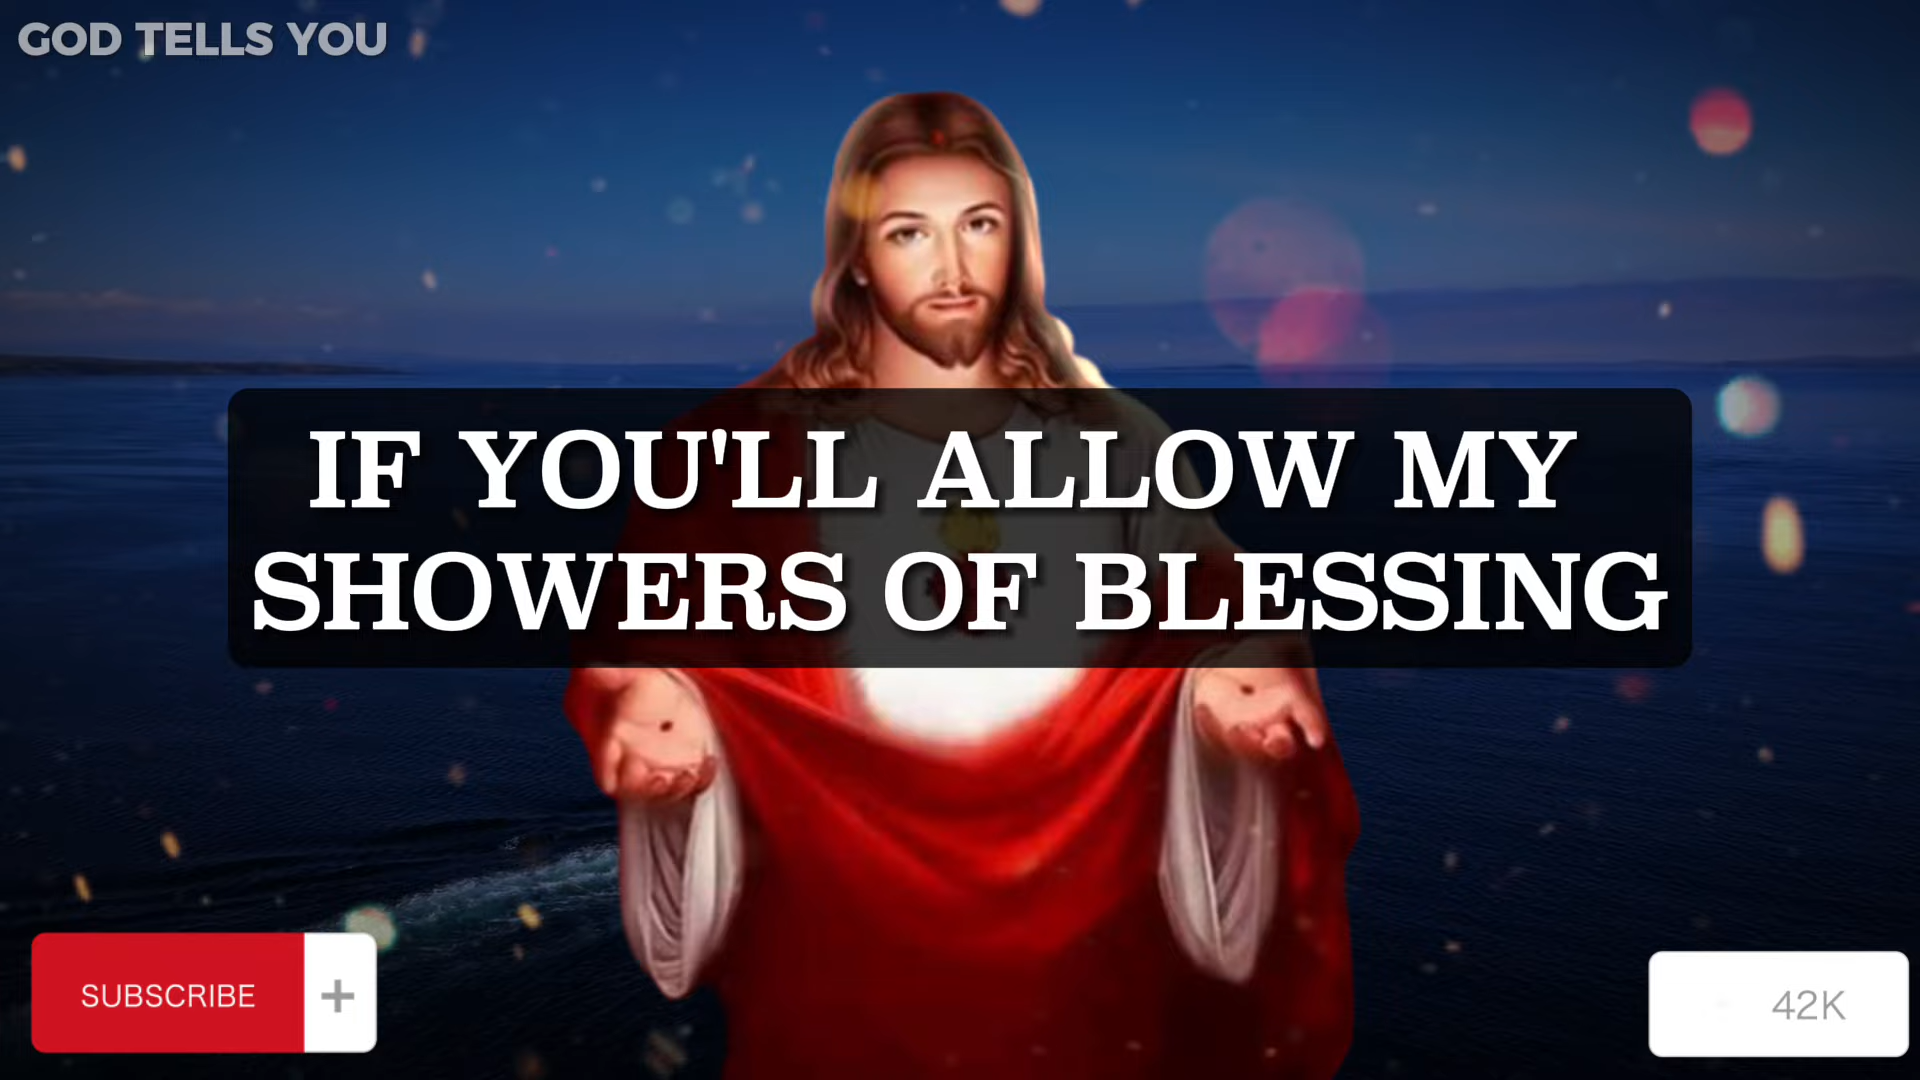 GOD TELLS YOU
IF YOU'LL ALLOW MY
SHOWERS OF BLESSING
SUBSCRIBE +
42K